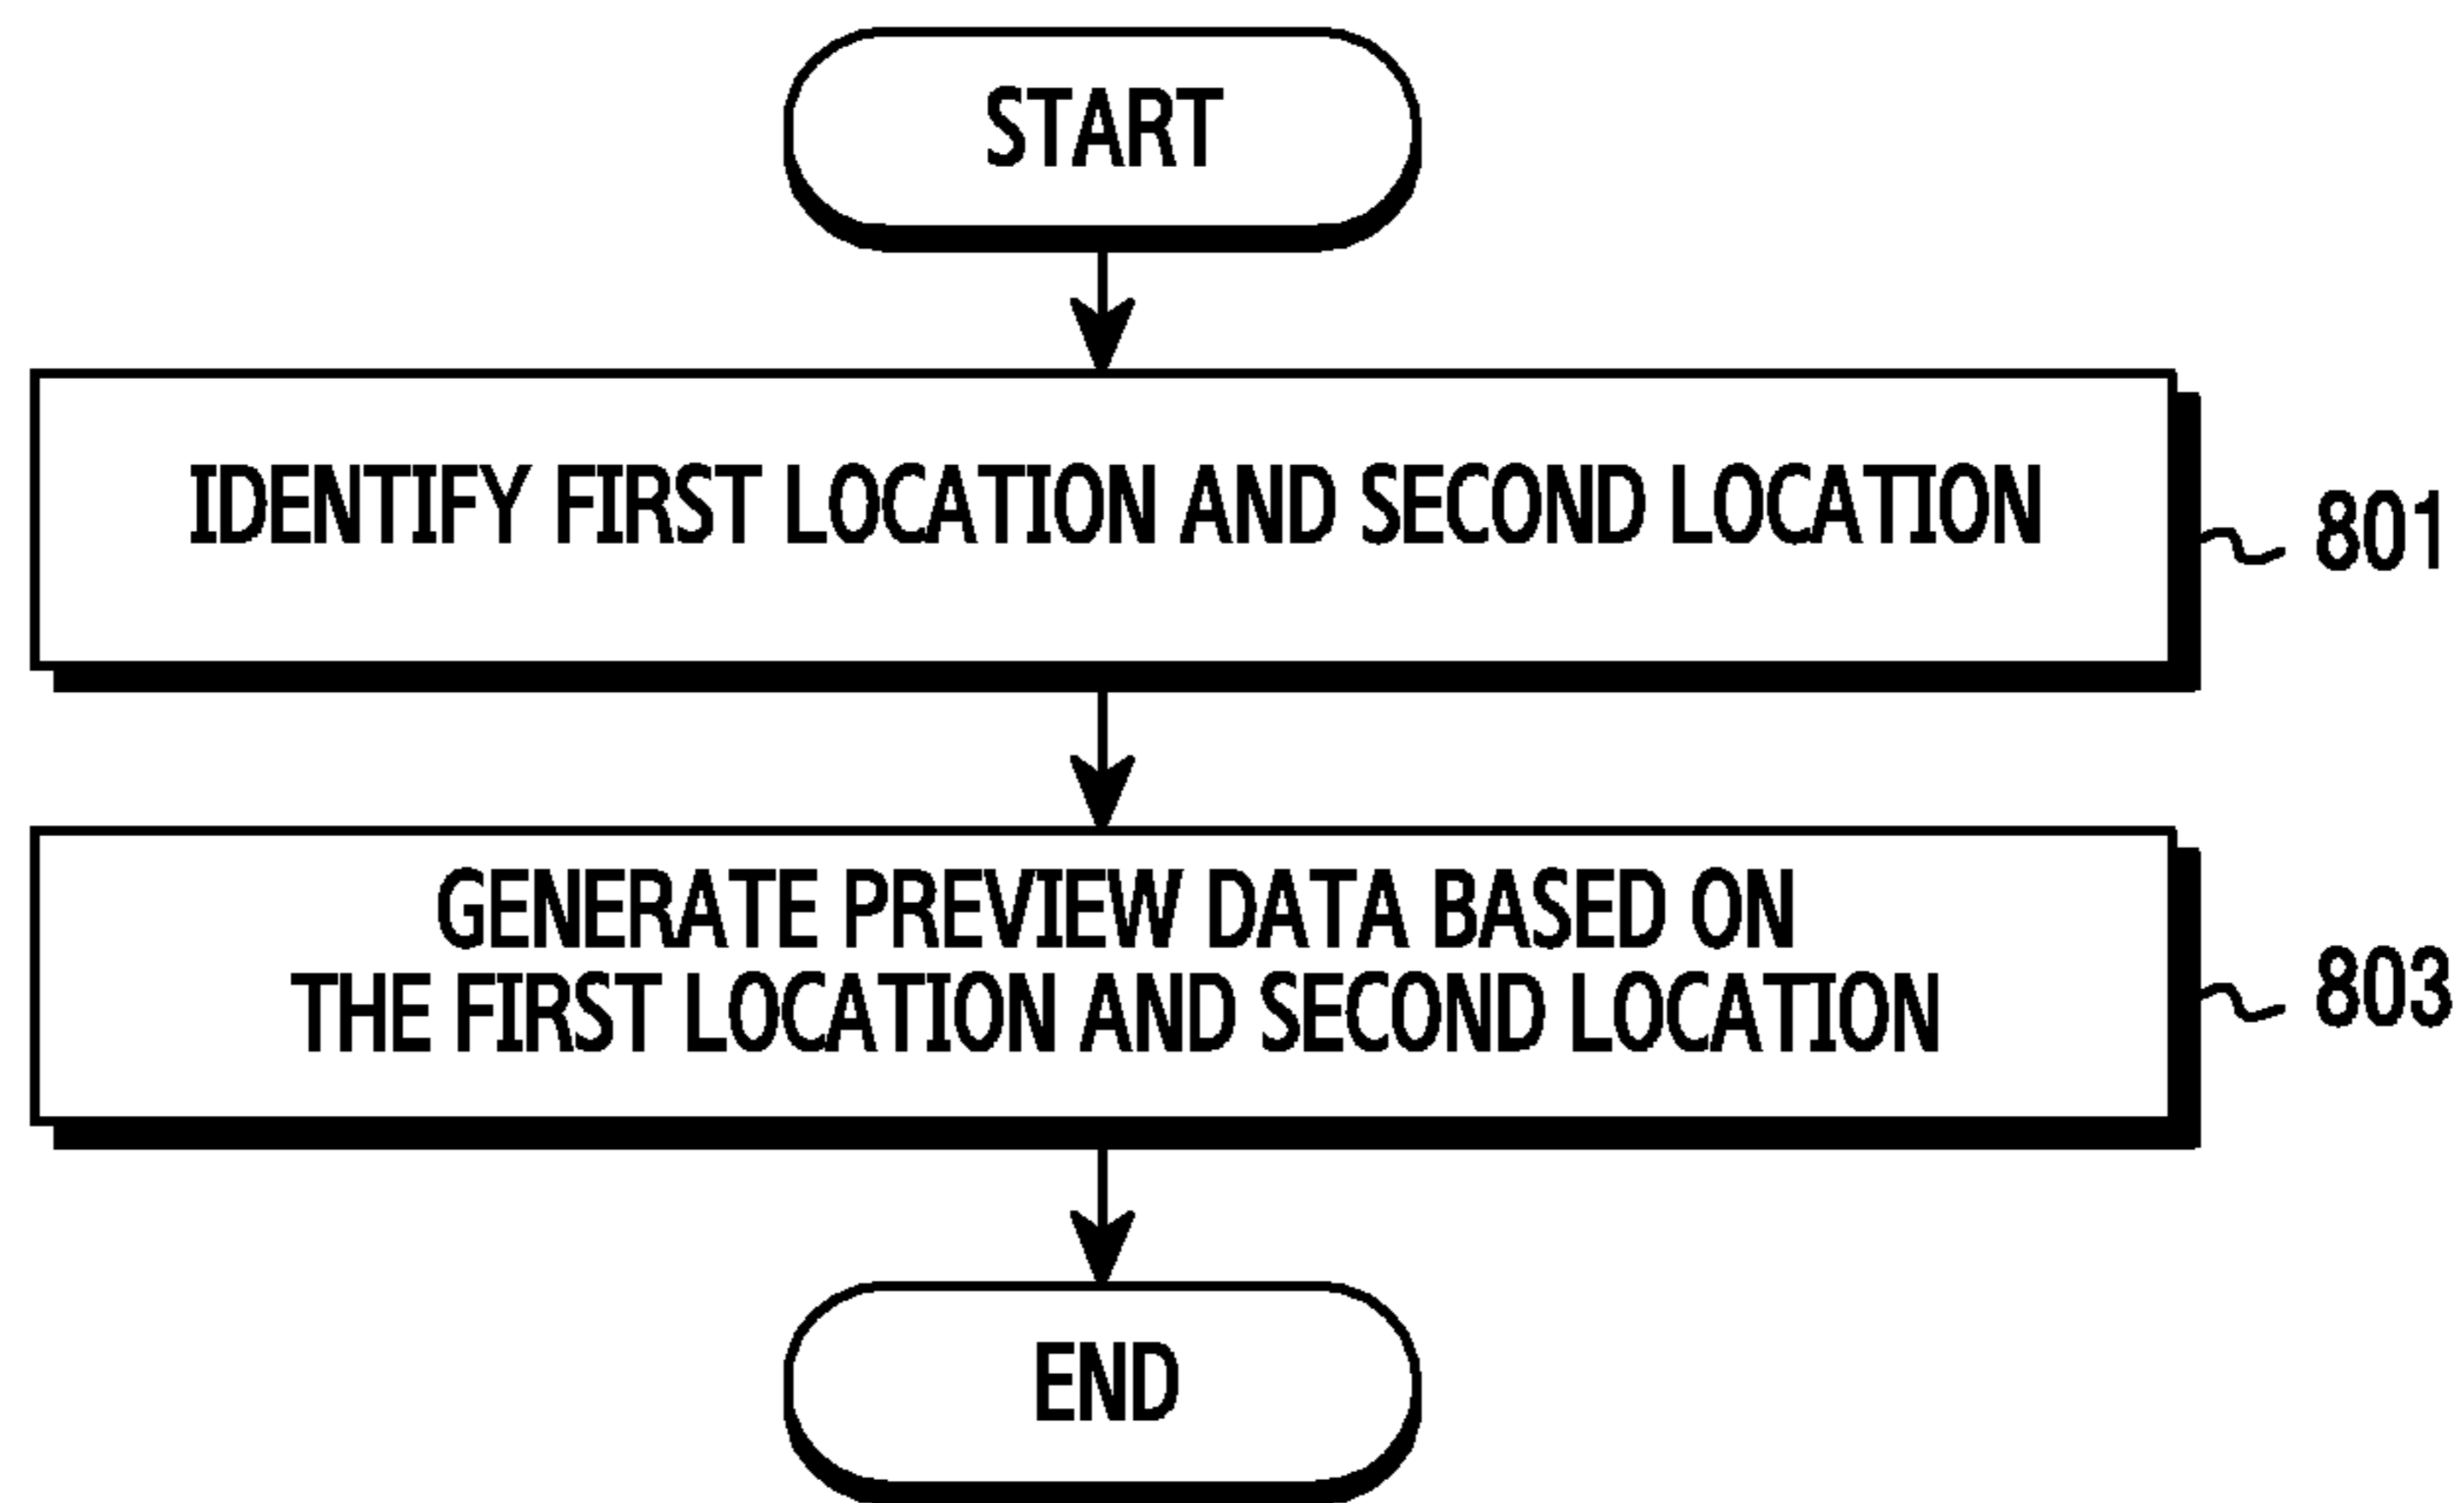 START
IDENTIFY FIRST LOCATION AND SECOND LOCATION
801
GENERATE PREVIEW DATA BASED ON
THE FIRST LOCATION AND SECOND LOCATION
803
END